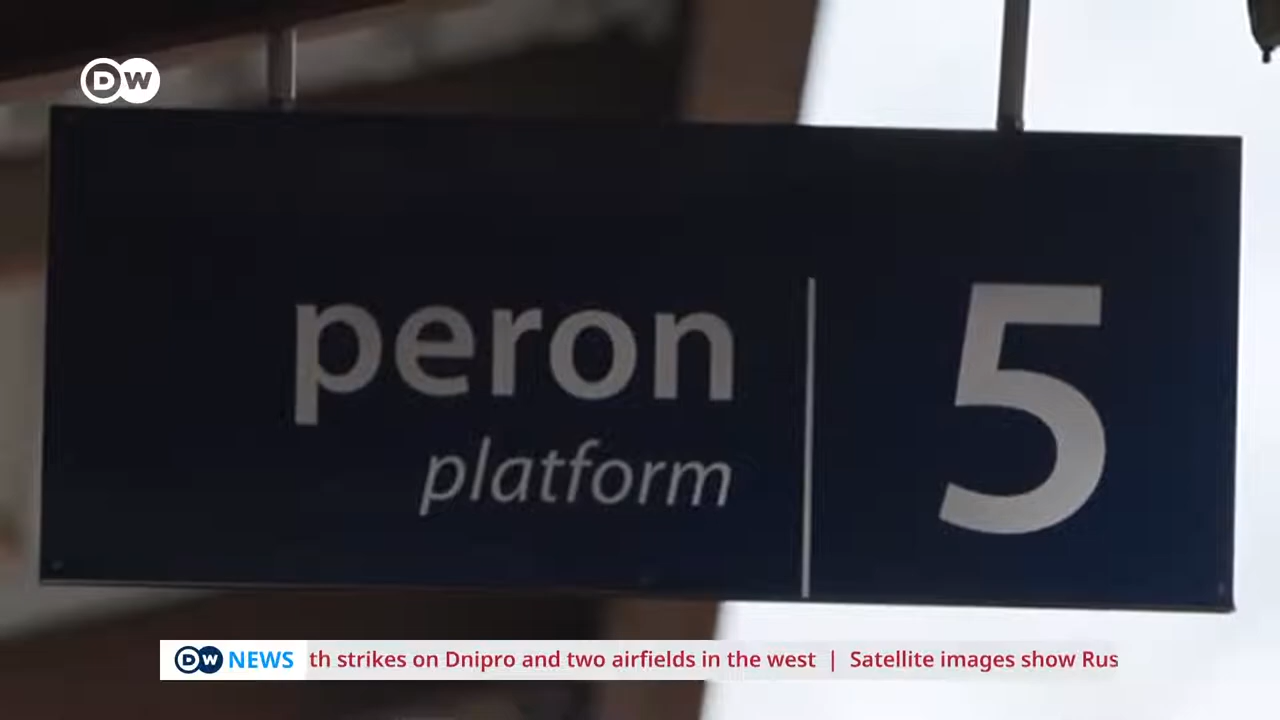 DW
peron
platform
5
DW NEWS th strikes on Dnipro and two airfields in the west | Satellite images show Rus